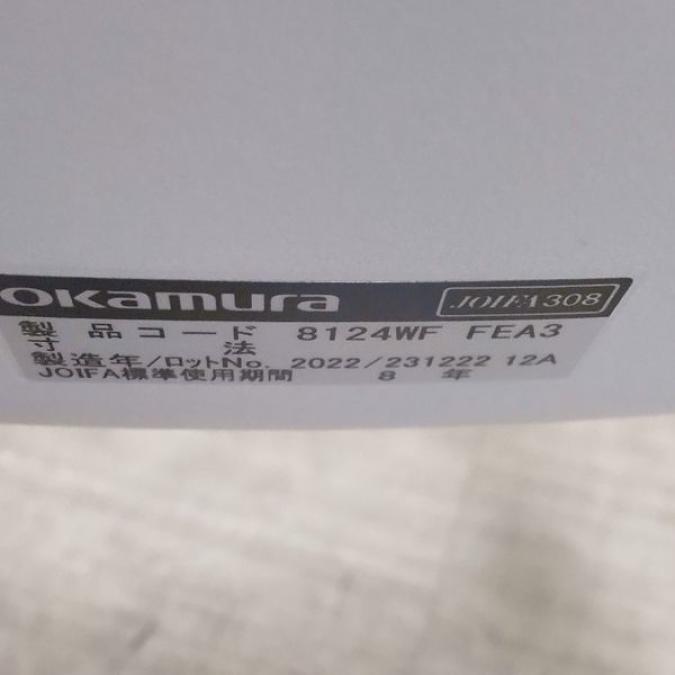 okamura
JOIFA308
製品コード 8124WF FEA3
寸法
製造年/ロットNo. 2022/231222 12A
JOIFA標準使用期間 8 年